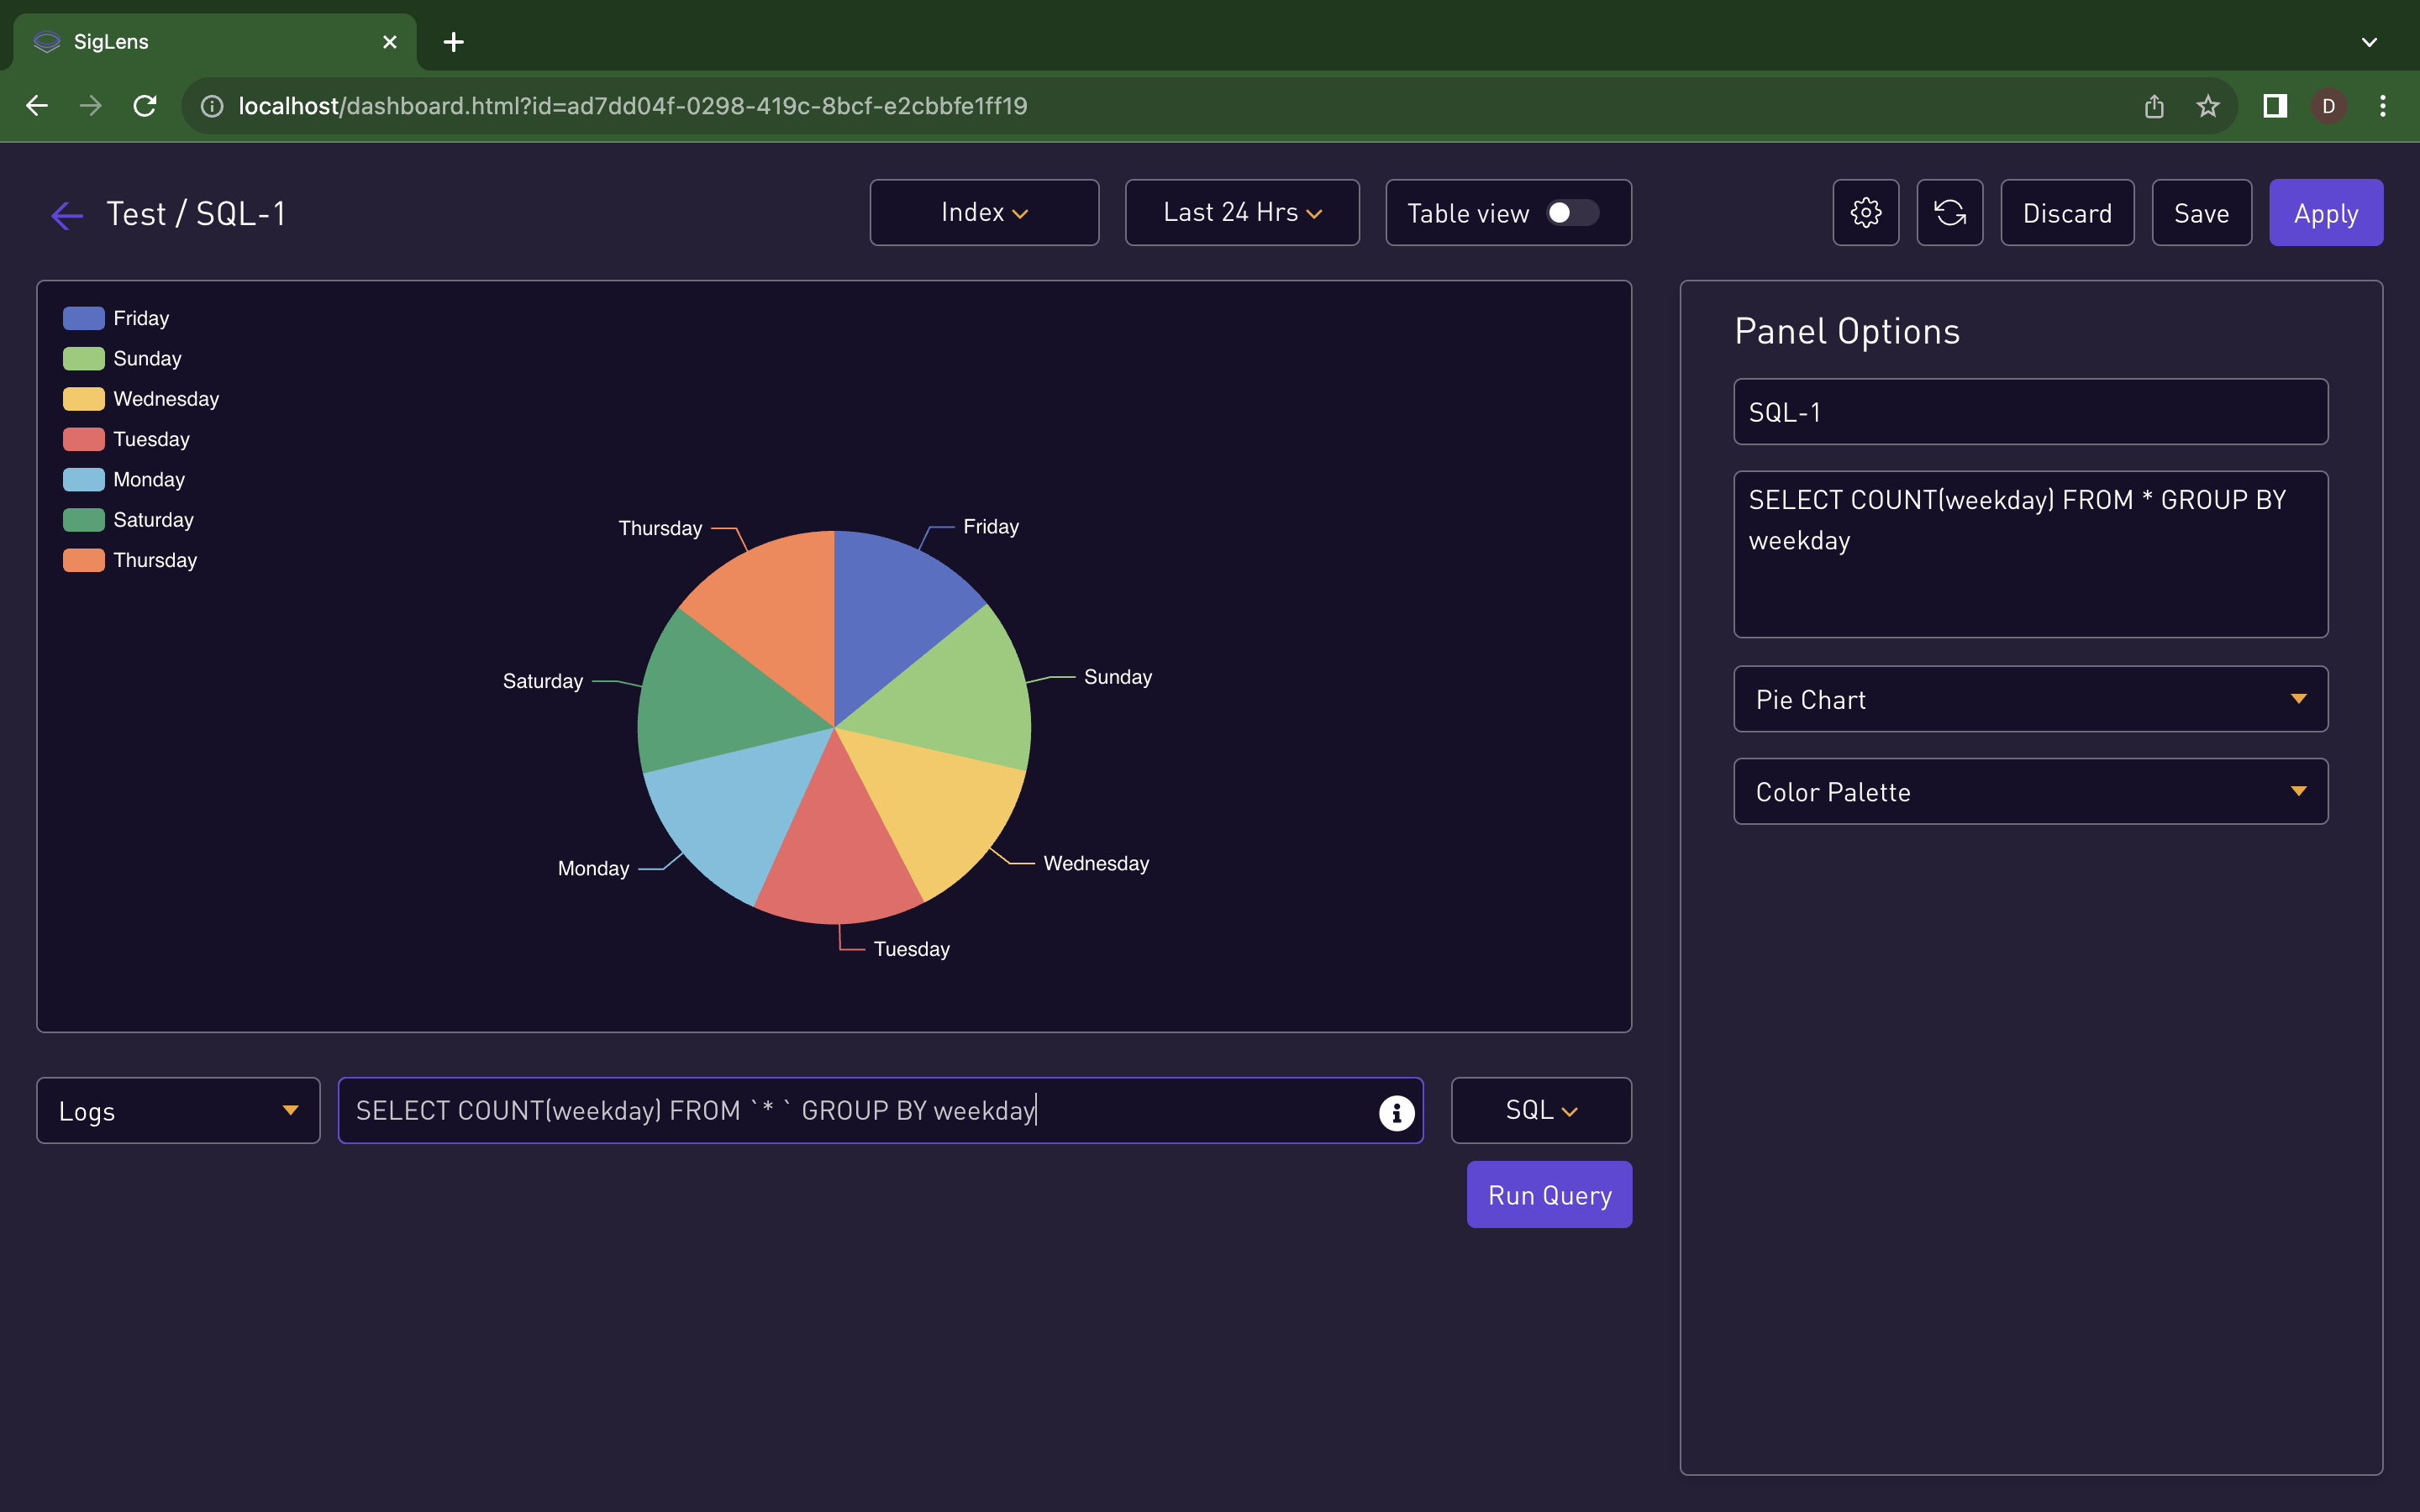 SigLens
localhost/dashboard.html?id=ad7dd04f-0298-419c-8bcf-e2cbbfe1ff19
D
Test / SQL-1
Index
Last 24 Hrs
Table view
Discard
Save
Apply
Friday
Sunday
Wednesday
Tuesday
Monday
Saturday
Thursday
Thursday
Friday
Saturday
Sunday
Monday
Wednesday
Tuesday
Logs
SELECT COUNT(weekday) FROM `* ` GROUP BY weekday
SQL
Run Query
Panel Options
SQL-1
SELECT COUNT(weekday) FROM * GROUP BY
weekday
Pie Chart
Color Palette